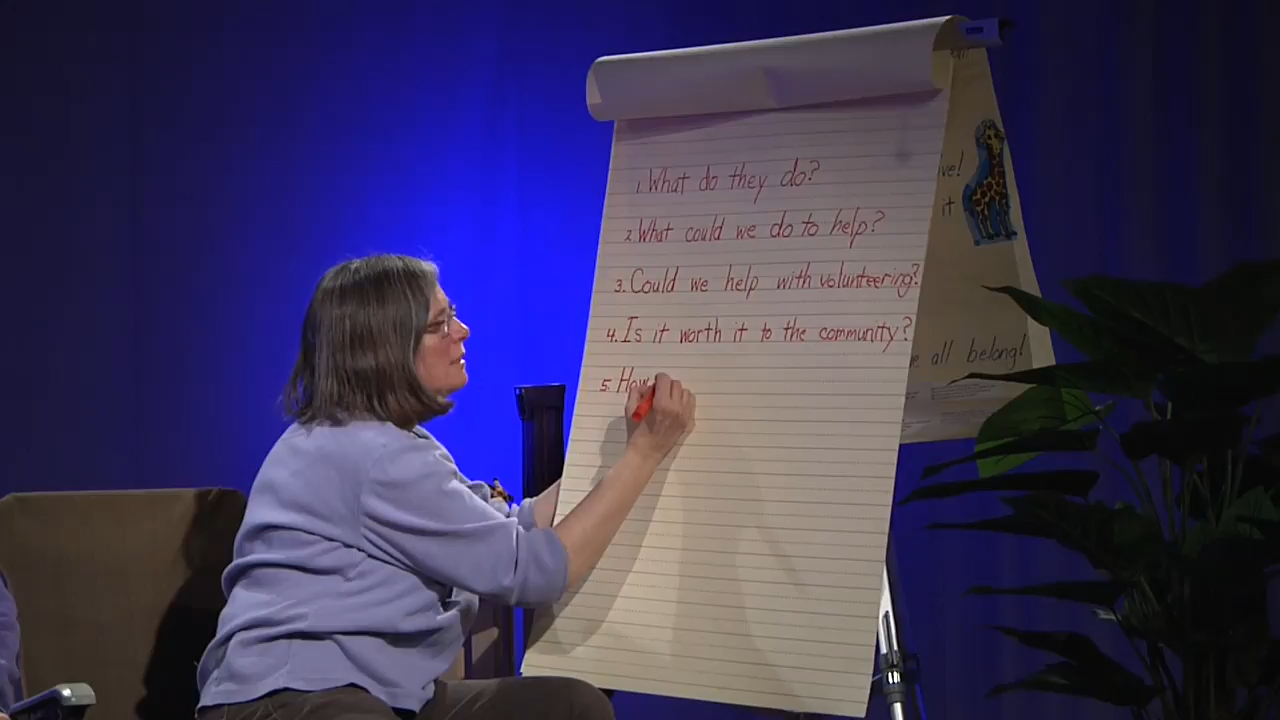 1. What do they do?
2. What could we do to help?
3. Could we help with volunteering?
4. Is it worth it to the community?
5. How
ve!
it
all belong!